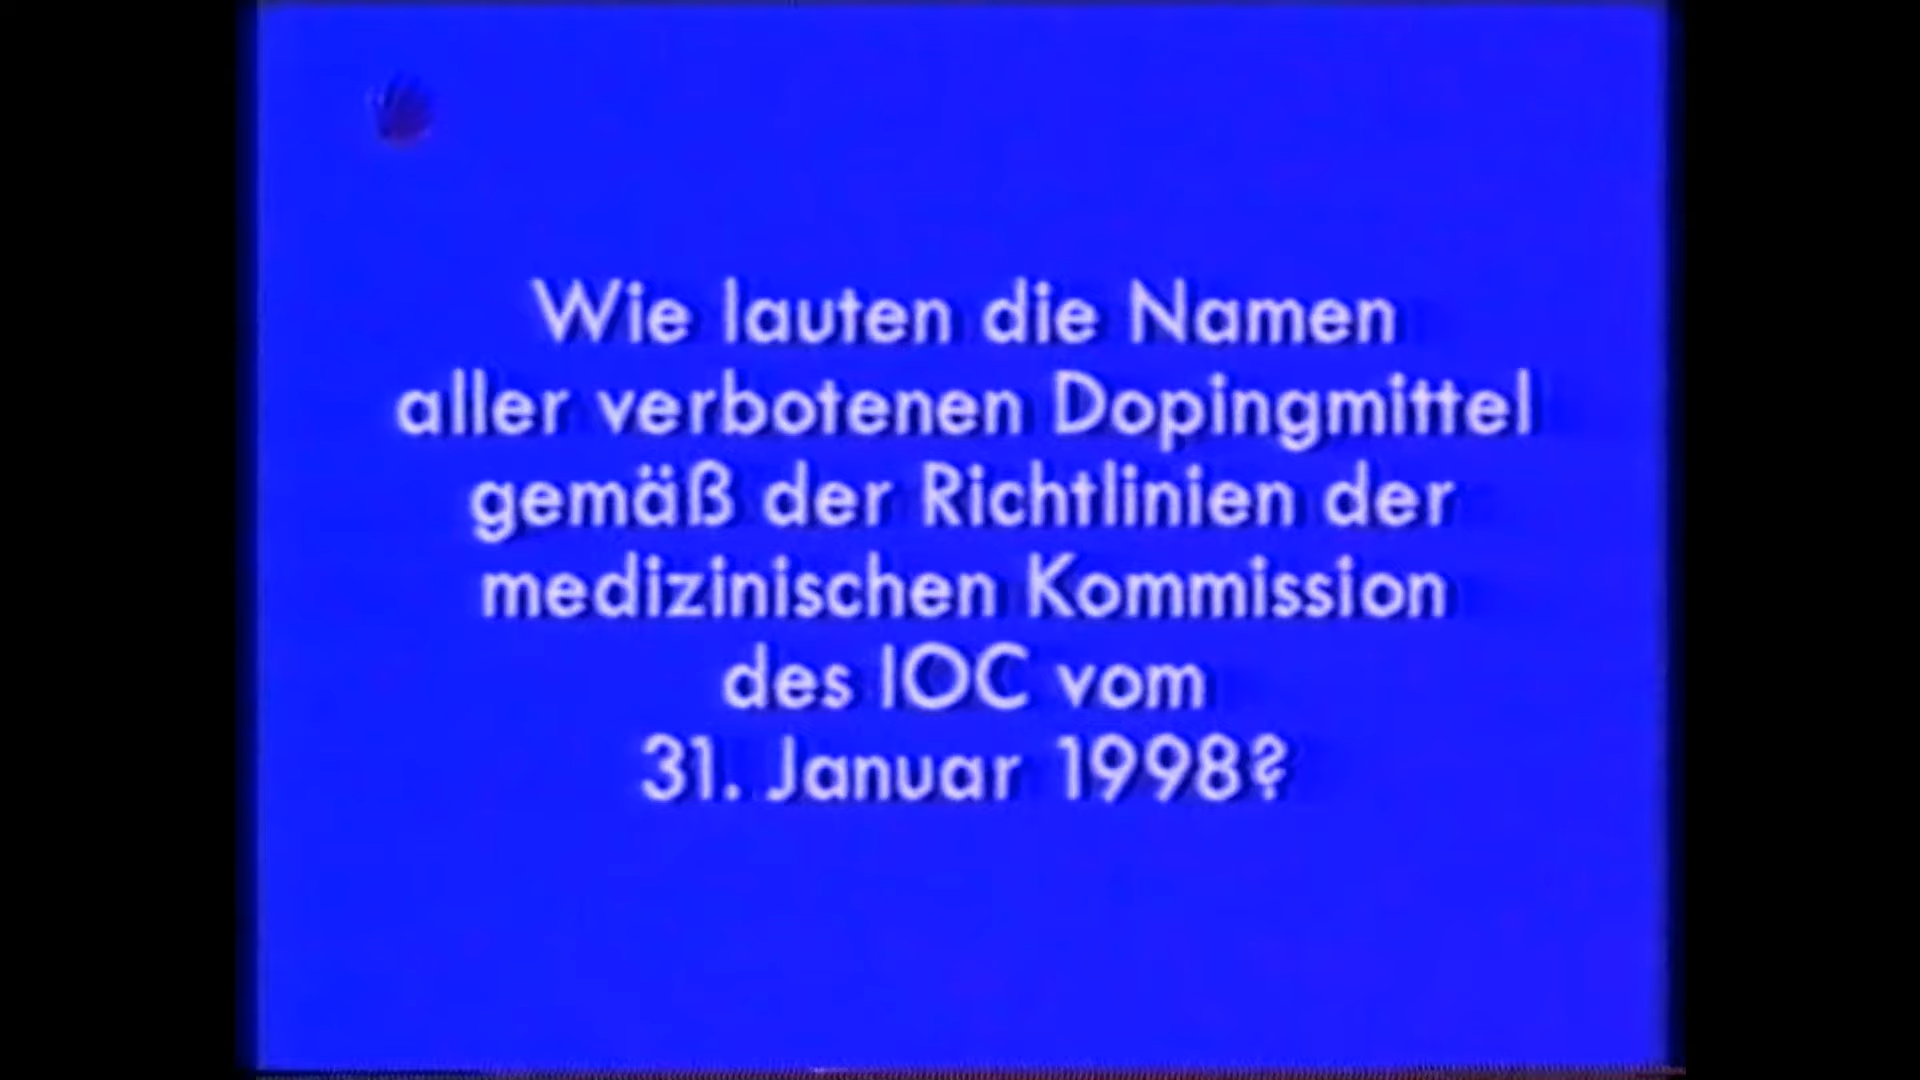 Wie lauten die Namen
aller verbotenen Dopingmittel
gemäß der Richtlinien der
medizinischen Kommission
des IOC vom
31. Januar 1998?